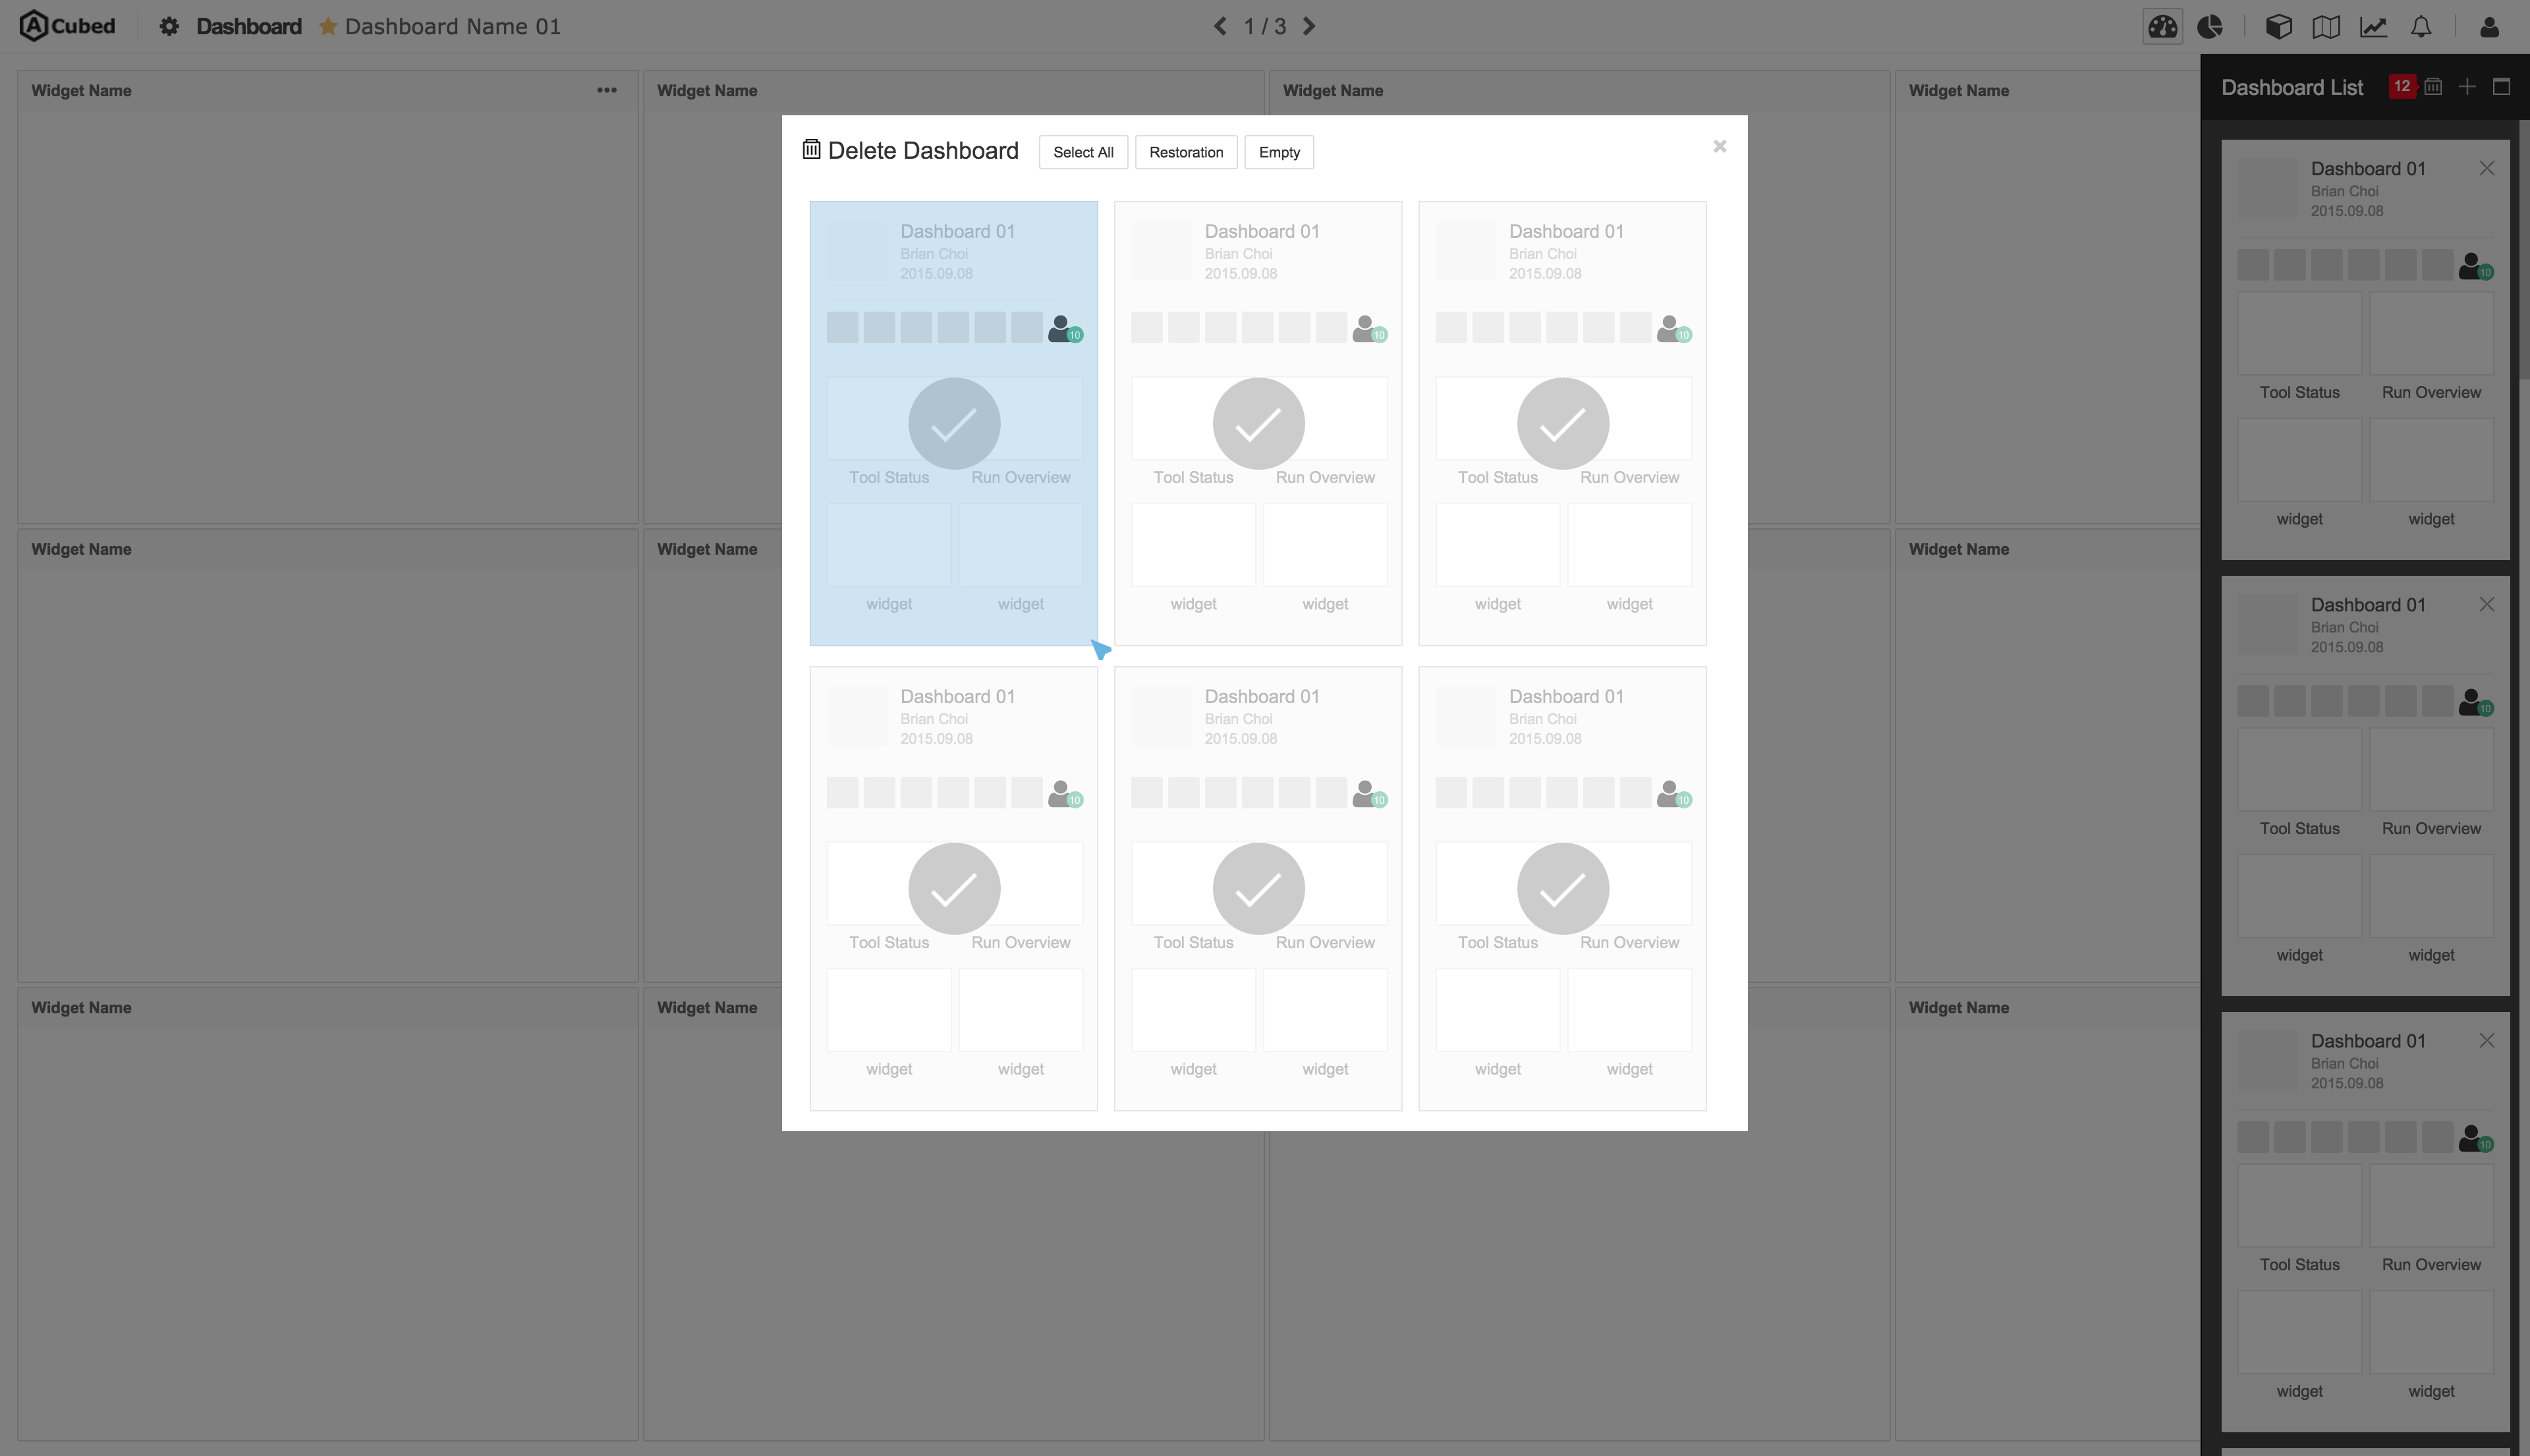 A Cubed
Dashboard
Dashboard Name 01
1 / 3
Widget Name
Widget Name
Widget Name
Widget Name
Dashboard List
12
Delete Dashboard
Select All
Restoration
Empty
Dashboard 01
Brian Choi
2015.09.08
10
Tool Status
Run Overview
widget
widget
Dashboard 01
Brian Choi
2015.09.08
10
Tool Status
Run Overview
widget
widget
Dashboard 01
Brian Choi
2015.09.08
10
Tool Status
Run Overview
widget
widget
Dashboard 01
Brian Choi
2015.09.08
10
Tool Status
Run Overview
widget
widget
Dashboard 01
Brian Choi
2015.09.08
10
Tool Status
Run Overview
widget
widget
Dashboard 01
Brian Choi
2015.09.08
10
Tool Status
Run Overview
widget
widget
Widget Name
Widget Name
Widget Name
Widget Name
Widget Name
Widget Name
Dashboard 01
Brian Choi
2015.09.08
10
Tool Status
Run Overview
widget
widget
Dashboard 01
Brian Choi
2015.09.08
10
Tool Status
Run Overview
widget
widget
Dashboard 01
Brian Choi
2015.09.08
10
Tool Status
Run Overview
widget
widget